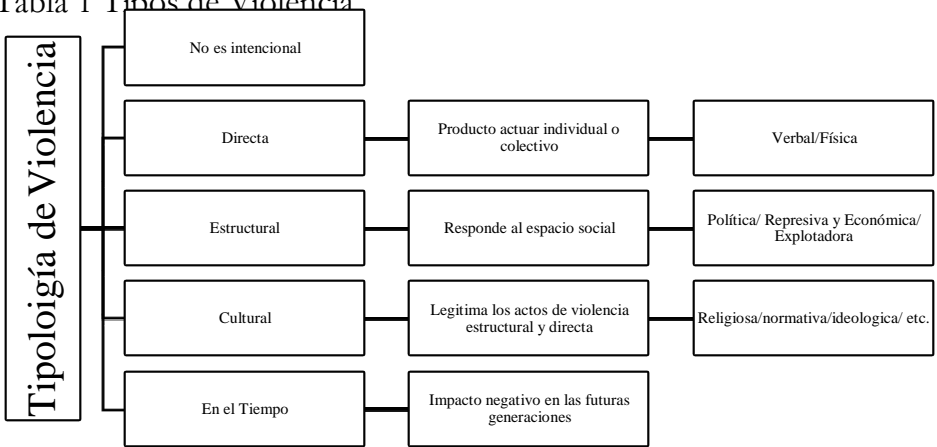 Tabla 1 Tipos de Violencia
Tipoloigía de Violencia
No es intencional
Directa
Producto actuar individual o
colectivo
Verbal/Física
Estructural
Responde al espacio social
Política/ Represiva y Económica/
Explotadora
Cultural
Legitima los actos de violencia
estructural y directa
Religiosa/normativa/ideologica/ etc.
En el Tiempo
Impacto negativo en las futuras
generaciones